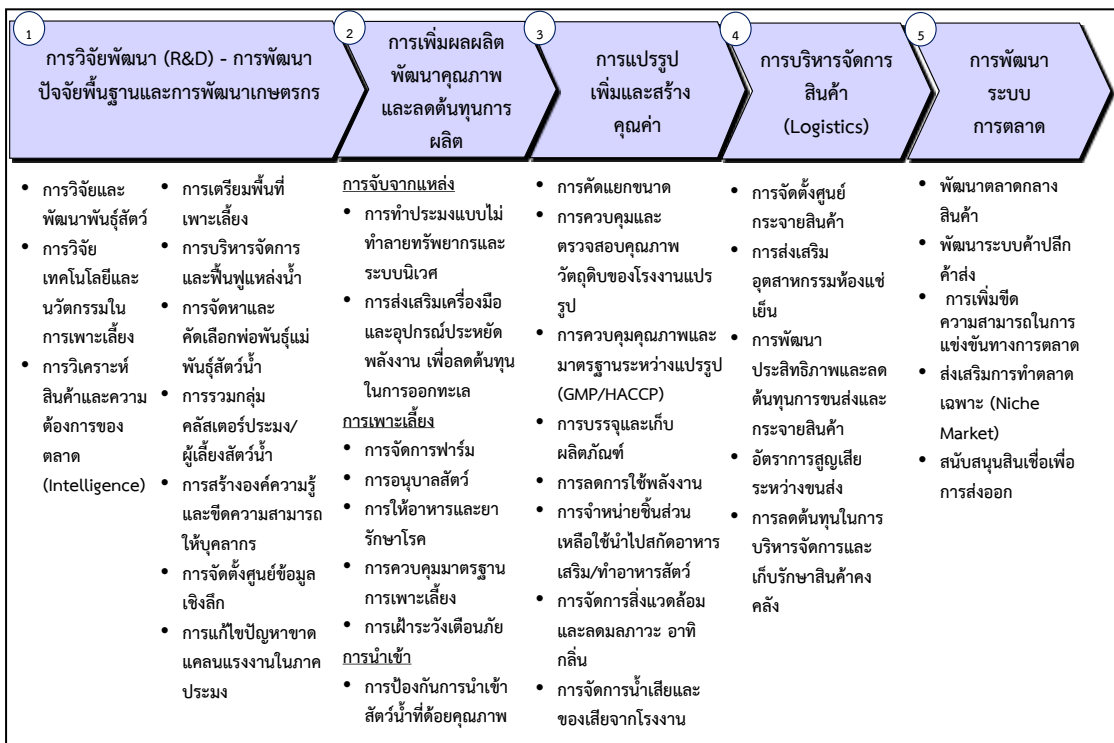 1
การวิจัยพัฒนา (R&D) - การพัฒนา
ปัจจัยพื้นฐานและการพัฒนาเกษตรกร
2
การเพิ่มผลผลิต
พัฒนาคุณภาพ
และลดต้นทุนการ
ผลิต
3
การแปรรูป
เพิ่มและสร้าง
คุณค่า
4
การบริหารจัดการ
สินค้า
(Logistics)
5
การพัฒนา
ระบบ
การตลาด
• การวิจัยและ
พัฒนาพันธุ์สัตว์
• การวิจัย
เทคโนโลยีและ
นวัตกรรมใน
การเพาะเลี้ยง
• การวิเคราะห์
สินค้าและความ
ต้องการของ
ตลาด
(Intelligence)
• การเตรียมพื้นที่
เพาะเลี้ยง
• การบริหารจัดการ
และฟื้นฟูแหล่งน้ำ
• การจัดหาและ
คัดเลือกพ่อพันธุ์แม่
พันธุ์สัตว์น้ำ
• การรวมกลุ่ม
คลัสเตอร์ประมง/
ผู้เลี้ยงสัตว์น้ำ
• การสร้างองค์ความรู้
และขีดความสามารถ
ให้บุคลากร
• การจัดตั้งศูนย์ข้อมูล
เชิงลึก
• การแก้ไขปัญหาขาด
แคลนแรงงานในภาค
ประมง
การจับจากแหล่ง
• การทำประมงแบบไม่
ทำลายทรัพยากรและ
ระบบนิเวศ
• การส่งเสริมเครื่องมือ
และอุปกรณ์ประหยัด
พลังงาน เพื่อลดต้นทุน
ในการออกทะเล
การเพาะเลี้ยง
• การจัดการฟาร์ม
• การอนุบาลสัตว์
• การให้อาหารและยา
รักษาโรค
• การควบคุมมาตรฐาน
การเพาะเลี้ยง
• การเฝ้าระวังเตือนภัย
การนำเข้า
• การป้องกันการนำเข้า
สัตว์น้ำที่ด้อยคุณภาพ
• การคัดแยกขนาด
• การควบคุมและ
ตรวจสอบคุณภาพ
วัตถุดิบของโรงงานแปร
รูป
• การควบคุมคุณภาพและ
มาตรฐานระหว่างแปรรูป
(GMP/HACCP)
• การบรรจุและเก็บ
ผลิตภัณฑ์
• การลดการใช้พลังงาน
• การจำหน่ายชิ้นส่วน
เหลือใช้นำไปสกัดอาหาร
เสริม/ทำอาหารสัตว์
• การจัดการสิ่งแวดล้อม
และลดมลภาวะ อาทิ
กลิ่น
• การจัดการน้ำเสียและ
ของเสียจากโรงงาน
• การจัดตั้งศูนย์
กระจายสินค้า
• การส่งเสริม
อุตสาหกรรมห้องแช่
เย็น
• การพัฒนา
ประสิทธิภาพและลด
ต้นทุนการขนส่งและ
กระจายสินค้า
• อัตราการสูญเสีย
ระหว่างขนส่ง
• การลดต้นทุนในการ
บริหารจัดการและ
เก็บรักษาสินค้าคง
คลัง
• พัฒนาตลาดกลาง
สินค้า
• พัฒนาระบบค้าปลีก
ค้าส่ง
• การเพิ่มขีด
ความสามารถในการ
แข่งขันทางการตลาด
• ส่งเสริมการทำตลาด
เฉพาะ (Niche
Market)
• สนับสนุนสินเชื่อเพื่อ
การส่งออก